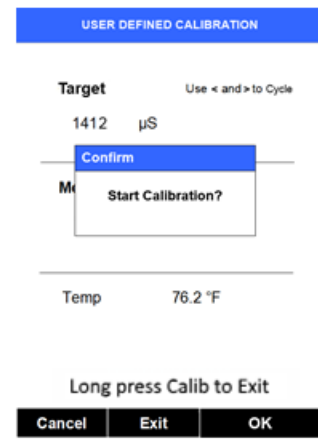 USER DEFINED CALIBRATION
Target Use < and > to Cycle
1412 µS
Confirm
Start Calibration?
Temp 76.2 °F
Long press Calib to Exit
Cancel Exit OK